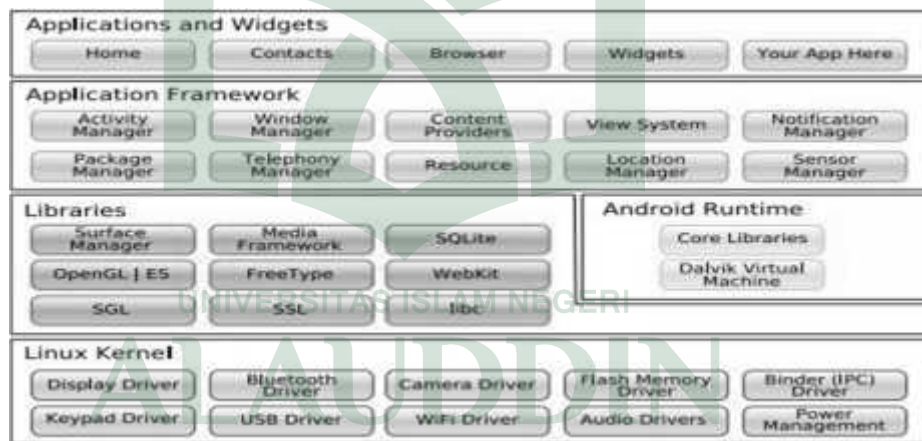 Applications and Widgets
Home Contacts Browser Widgets Your App Here
Application Framework
Activity Manager Window Manager Content Providers View System Notification Manager
Package Manager Telephony Manager Resource Location Manager Sensor Manager
Libraries
Surface Manager Media Framework SQLite
OpenGL | ES FreeType WebKit
SGL SSL libc
Android Runtime
Core Libraries
Dalvik Virtual Machine
UNIVERSITAS ISLAM NEGERI
Linux Kernel
Display Driver Bluetooth Driver Camera Driver Flash Memory Driver Binder (IPC) Driver
Keypad Driver USB Driver WiFi Driver Audio Drivers Power Management
ALAUDDIN